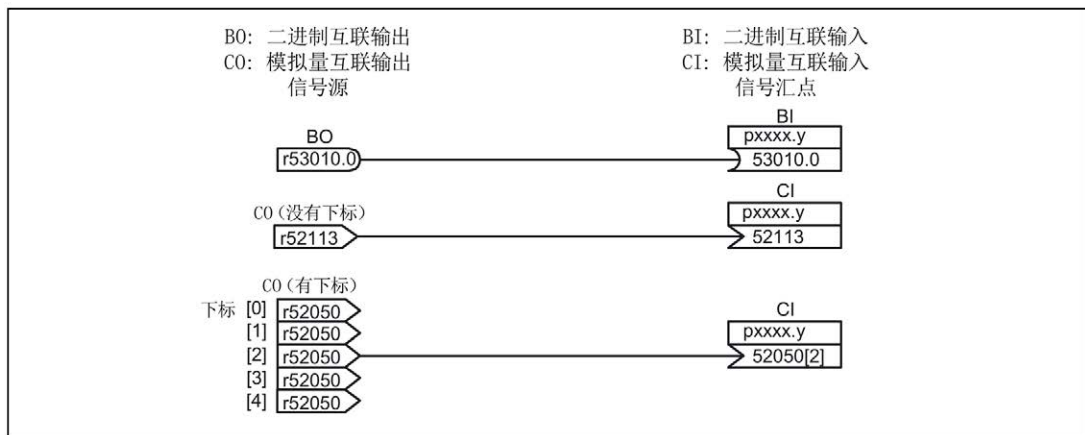 BO: 二进制互联输出
CO: 模拟量互联输出
信号源
BI: 二进制互联输入
CI: 模拟量互联输入
信号汇点
BO
r53010.0
BI
pxxxx.y
53010.0
CO(没有下标)
r52113
CI
pxxxx.y
52113
CO(有下标)
下标 [0] r52050
[1] r52050
[2] r52050
[3] r52050
[4] r52050
CI
pxxxx.y
52050[2]